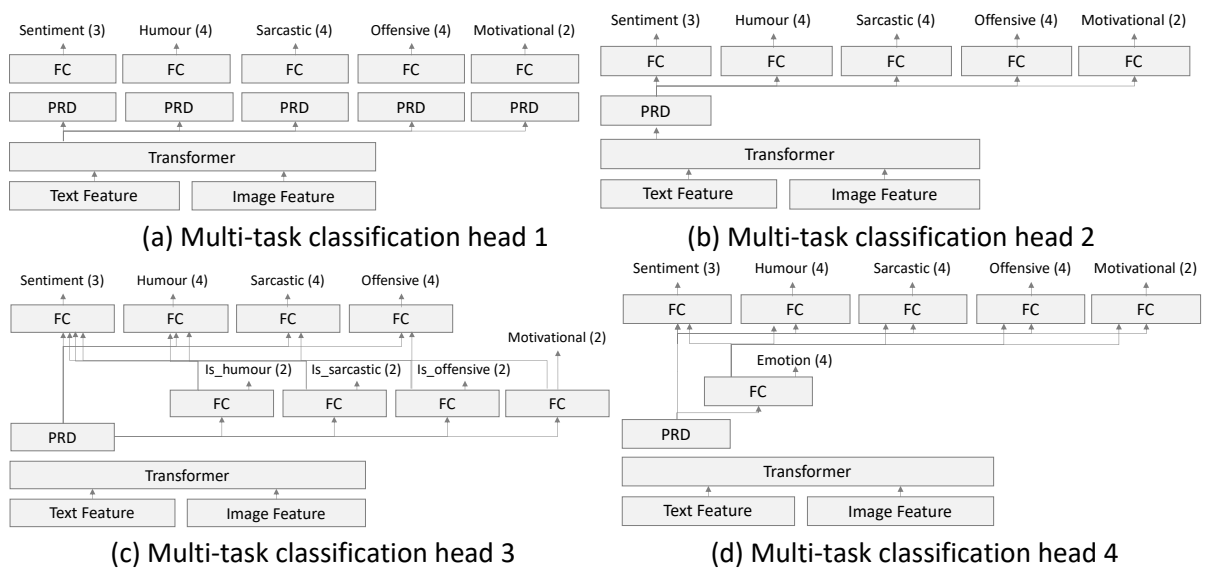 Sentiment (3) Humour (4) Sarcastic (4) Offensive (4) Motivational (2)
FC FC FC FC FC
PRD PRD PRD PRD PRD
Transformer
Text Feature Image Feature
(a) Multi-task classification head 1
Sentiment (3) Humour (4) Sarcastic (4) Offensive (4) Motivational (2)
FC FC FC FC FC
PRD
Transformer
Text Feature Image Feature
(b) Multi-task classification head 2
Sentiment (3) Humour (4) Sarcastic (4) Offensive (4)
FC FC FC FC
Motivational (2)
Is_humour (2) Is_sarcastic (2) Is_offensive (2)
FC FC FC FC
PRD
Transformer
Text Feature Image Feature
(c) Multi-task classification head 3
Sentiment (3) Humour (4) Sarcastic (4) Offensive (4) Motivational (2)
FC FC FC FC FC
Emotion (4)
FC
PRD
Transformer
Text Feature Image Feature
(d) Multi-task classification head 4